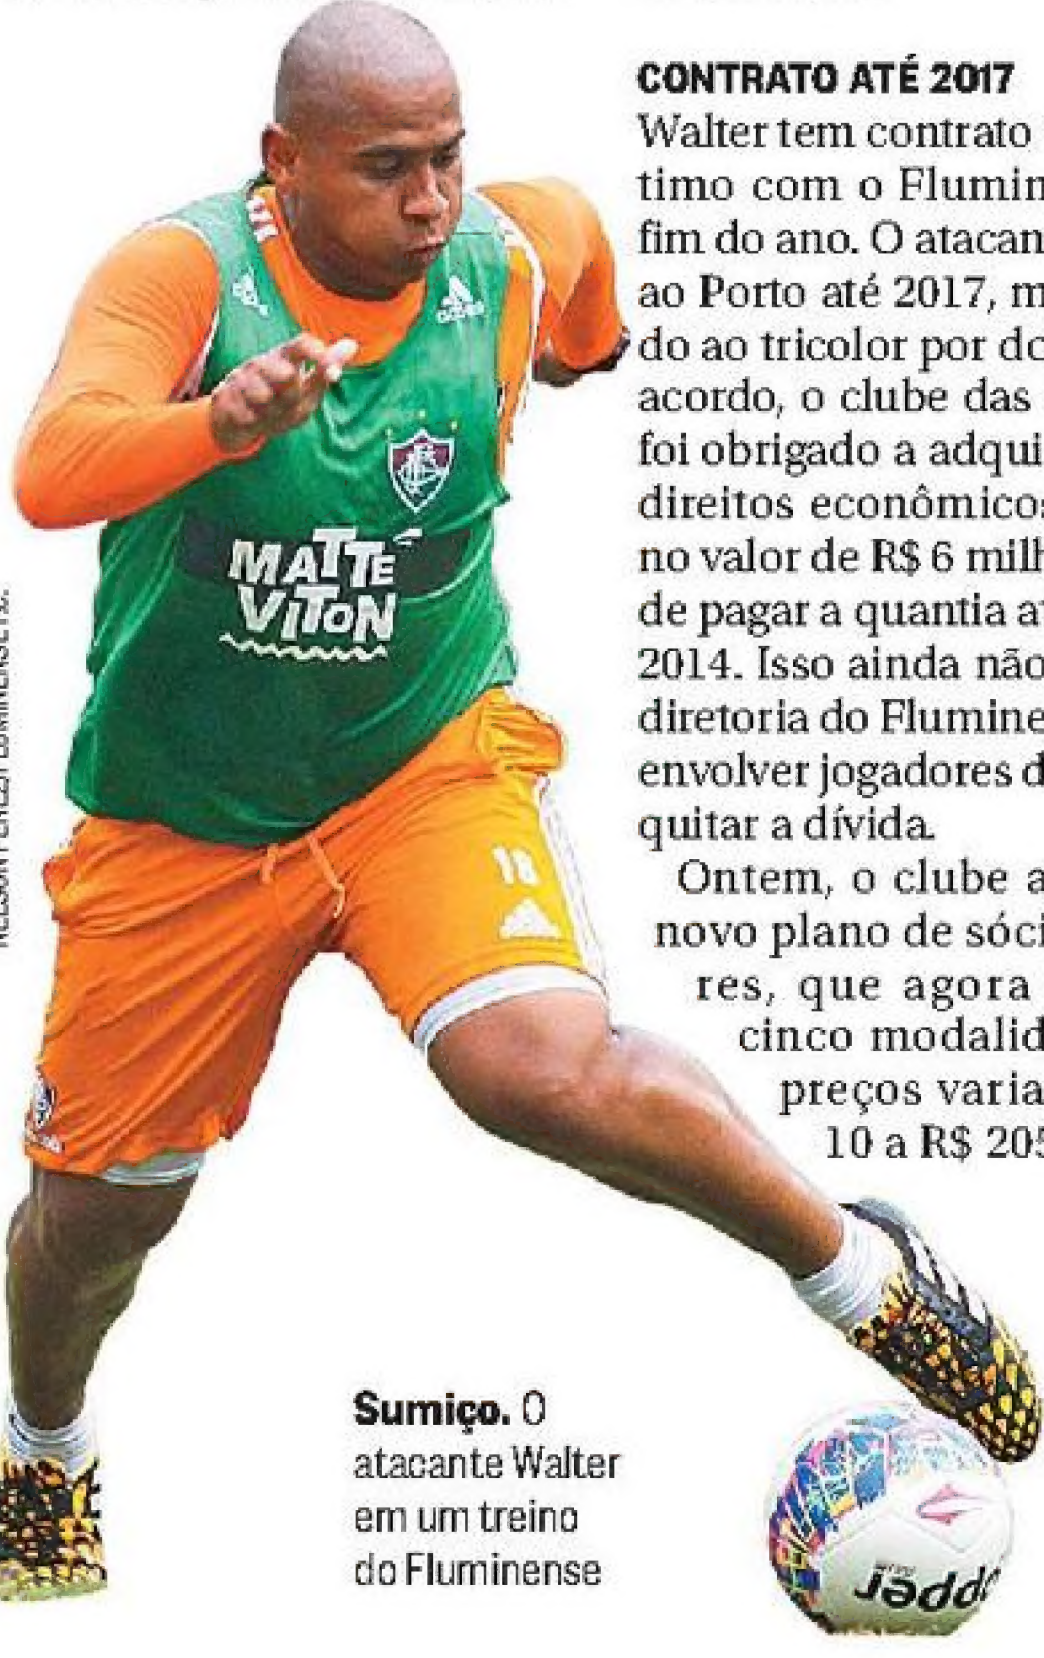 CONTRATO ATÉ 2017
Walter tem contrato
timo com o Flumin
fim do ano. O atacan
ao Porto até 2017, m
do ao tricolor por do
acordo, o clube das
foi obrigado a adqui
direitos econômicos
no valor de R$ 6 milh
de pagar a quantia at
2014. Isso ainda não
diretoria do Flumine
envolver jogadores d
quitar a dívida.
Ontem, o clube a
novo plano de sóci
res, que agora
cinco modalid
preços varia
10 a R$ 205
MATTE
VITON
18
Sumiço. O
atacante Walter
em um treino
do Fluminense